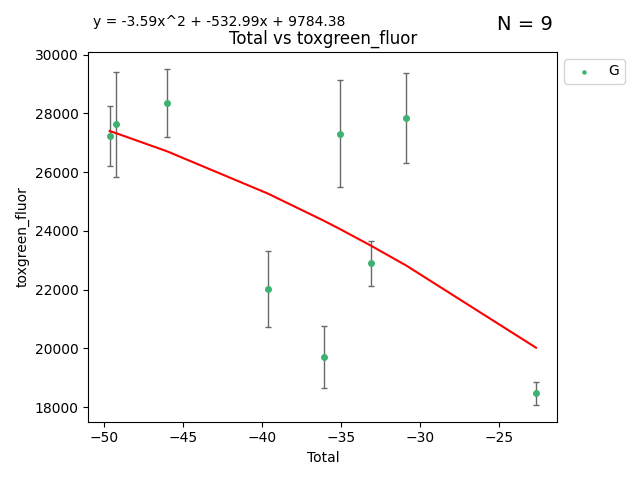 y = -3.59x^2 + -532.99x + 9784.38
N = 9
Total vs toxgreen_fluor
G
toxgreen_fluor
30000
28000
26000
24000
22000
20000
18000
−50
−45
−40
−35
−30
−25
Total